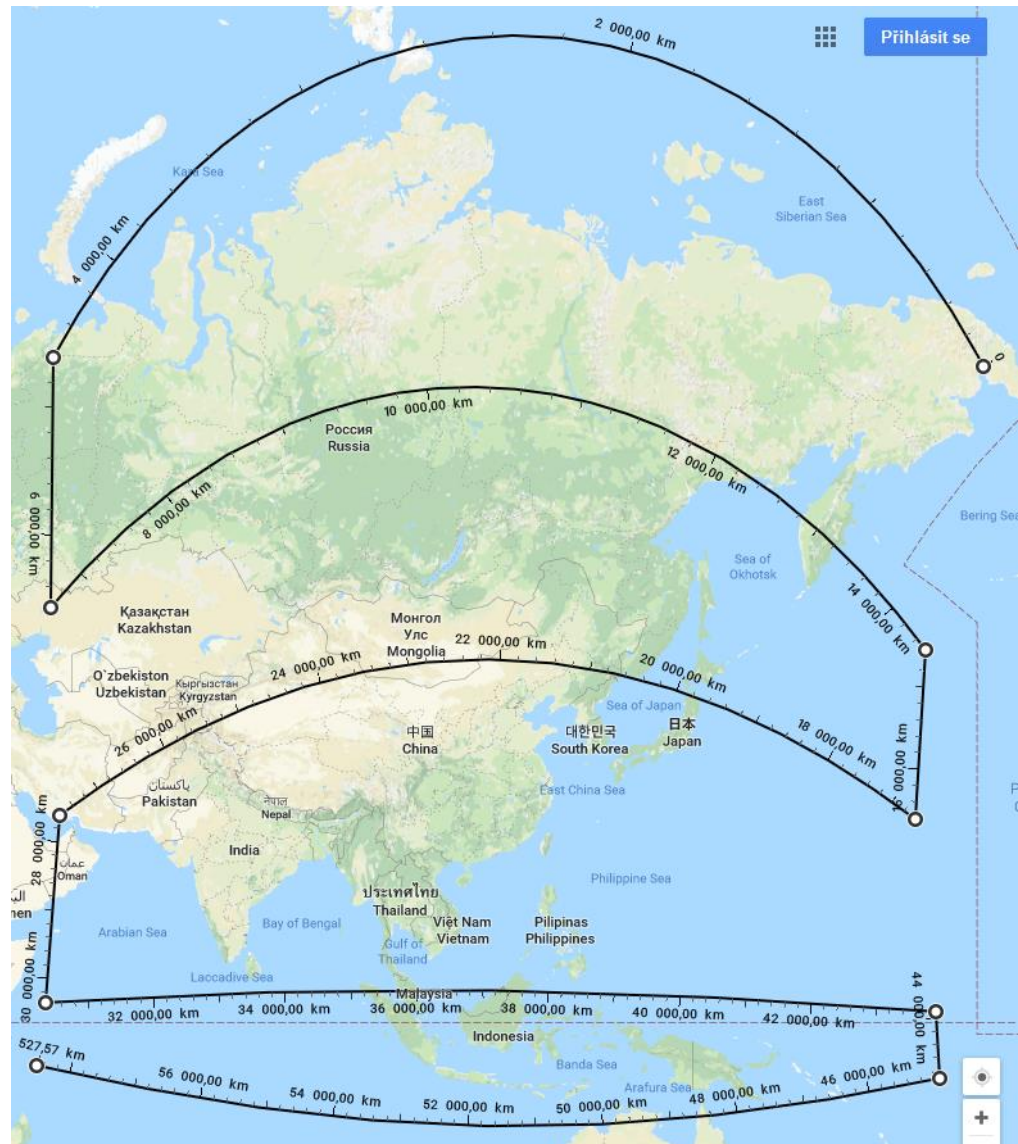 2 000,00 km
Přihlásit se
Kara Sea
East
Siberian Sea
4 000,00 km
0
10 000,00 km
Россия
Russia
12 000,00 km
6 000,00 km
8 000,00 km
Bering Sea
Sea of
Okhotsk
14 000,00 km
Қазақстан
Kazakhstan
Монгол
Улс
Mongolia
22 000,00 km
24 000,00 km
20 000,00 km
O`zbekiston
Uzbekistan
Кыргызстан
Kyrgyzstan
Sea of Japan
26 000,00 km
18 000,00 km
中国
China
대한민국
South Korea
日本
Japan
16 000,00 km
پاکستان
Pakistan
नेपाल
Nepal
East China Sea
28 000,00 km
India
عمان
Oman
Philippine Sea
ประเทศไทย
Thailand
Việt Nam
Vietnam
Pilipinas
Philippines
Arabian Sea
Bay of Bengal
Gulf of
Thailand
Laccadive Sea
30 000,00 km
Malaysia
44 000,00 km
32 000,00 km
34 000,00 km
36 000,00 km
38 000,00 km
40 000,00 km
42 000,00 km
Indonesia
527,57 km
Banda Sea
Arafura Sea
56 000,00 km
54 000,00 km
52 000,00 km
50 000,00 km
48 000,00 km
46 000,00 km